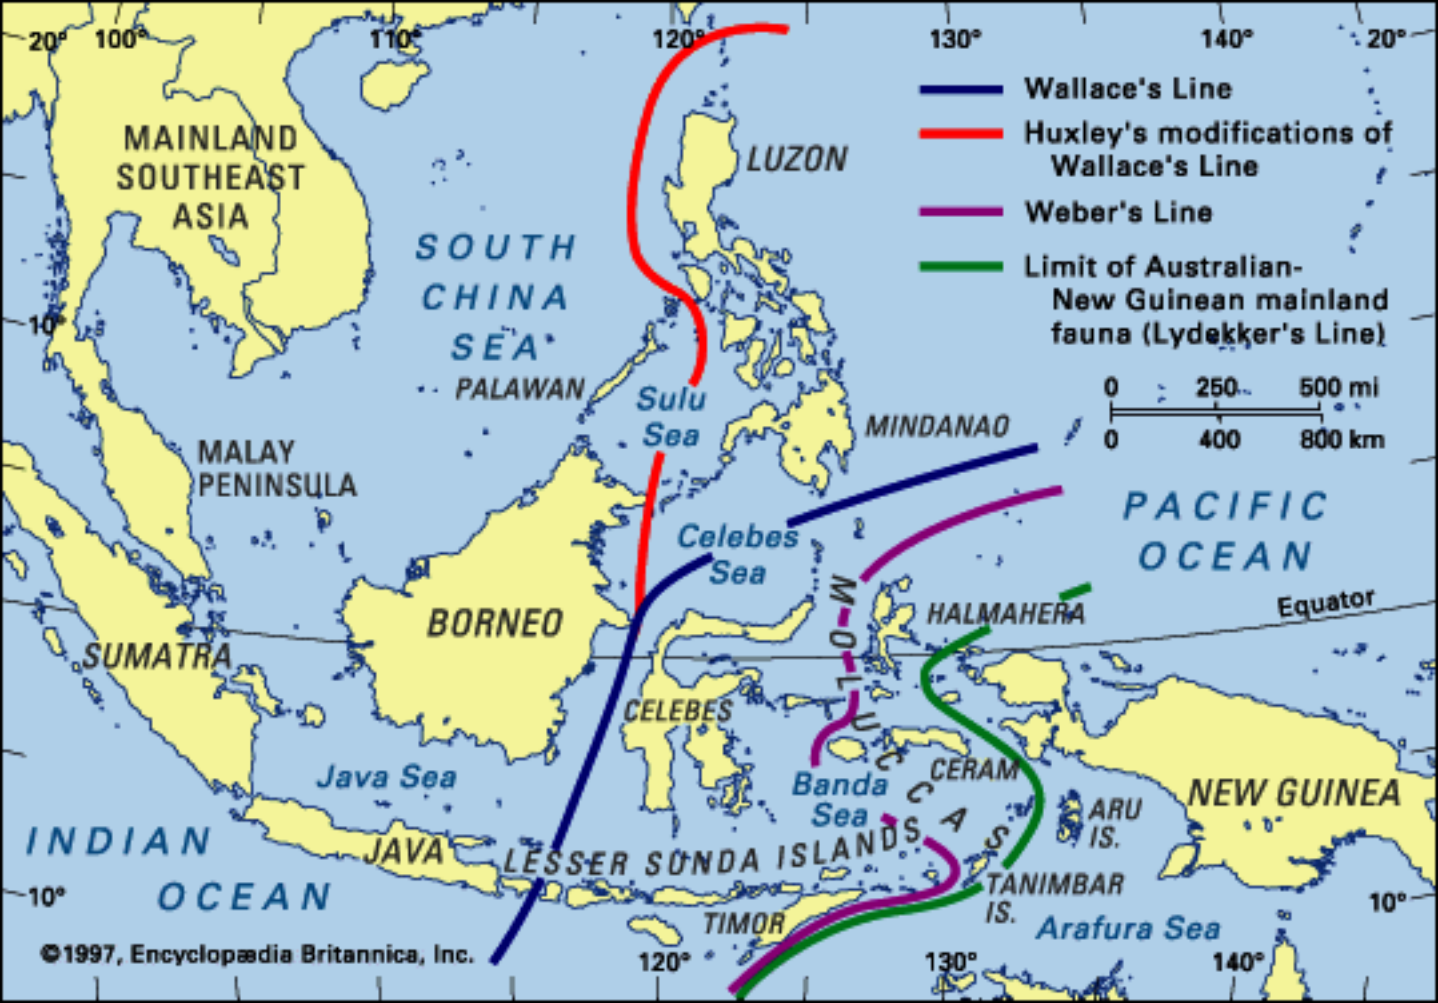 20° 100° 110° 120° 130° 140° 20°
Wallace's Line
Huxley's modifications of
Wallace's Line
Weber's Line
Limit of Australian-
New Guinean mainland
fauna (Lydekker's Line)
0 250 500 mi
0 400 800 km
MAINLAND
SOUTHEAST
ASIA
LUZON
SOUTH
CHINA
SEA
10°
PALAWAN
Sulu
Sea
MINDANAO
MALAY
PENINSULA
PACIFIC
OCEAN
Celebes
Sea
MOLUCCAS
HALMAHERA
Equator
BORNEO
SUMATRA
CELEBES
Java Sea
Banda
Sea
CERAM
NEW GUINEA
ARU
IS.
INDIAN
OCEAN
JAVA
LESSER SUNDA ISLANDS
TANIMBAR
IS.
10°
10°
TIMOR
Arafura Sea
©1997, Encyclopædia Britannica, Inc.
120° 130° 140°